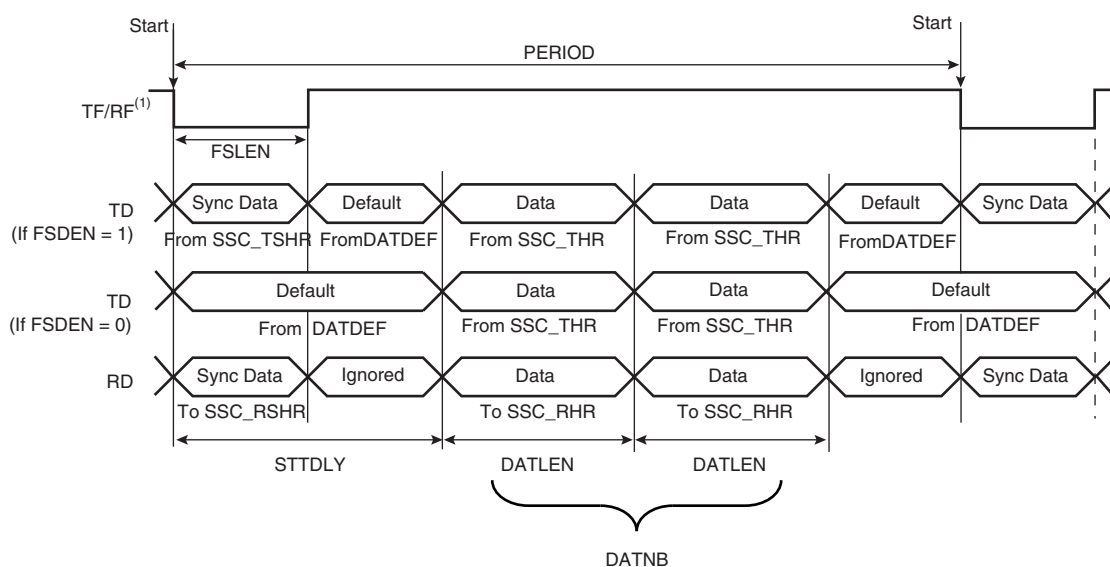 Start
Start
PERIOD
TF/RF(1)
FSLEN
TD
(If FSDEN = 1)
Sync Data
Default
Data
Data
Default
Sync Data
From SSC_TSHR
FromDATDEF
From SSC_THR
From SSC_THR
FromDATDEF
TD
(If FSDEN = 0)
Default
Data
Data
Default
From DATDEF
From SSC_THR
From SSC_THR
From DATDEF
RD
Sync Data
Ignored
Data
Data
Ignored
Sync Data
To SSC_RSHR
To SSC_RHR
To SSC_RHR
STTDLY
DATLEN
DATLEN
DATNB